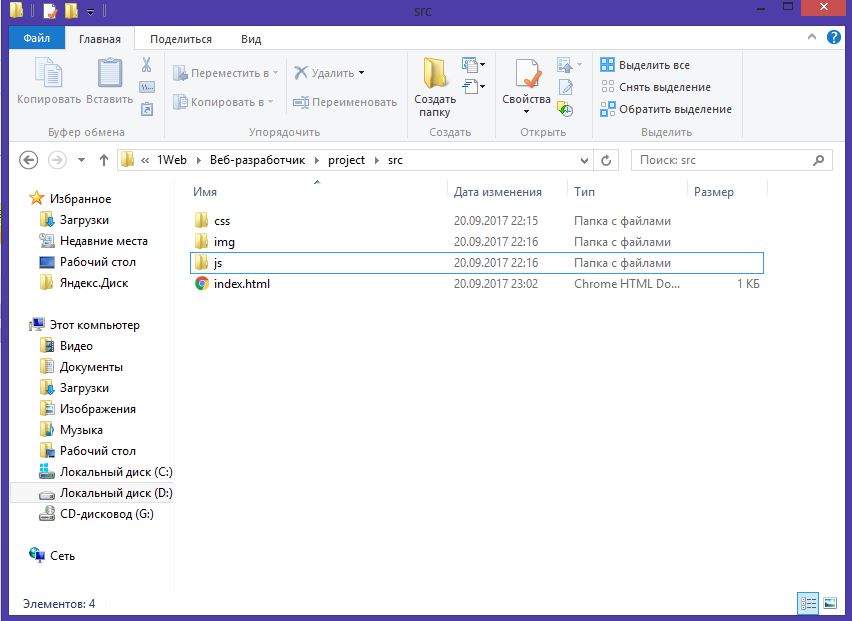 src
Файл Главная Поделиться Вид
Копировать Вставить Переместить в Копировать в Удалить Переименовать Создать папку Свойства Выделить все Снять выделение Обратить выделение
Буфер обмена Упорядочить Создать Открыть Выделить
« 1Web Веб-разработчик project src Поиск: src
Имя Дата изменения Тип Размер
css 20.09.2017 22:15 Папка с файлами
img 20.09.2017 22:16 Папка с файлами
js 20.09.2017 22:16 Папка с файлами
index.html 20.09.2017 23:02 Chrome HTML Do... 1 КБ
Избранное
Загрузки
Недавние места
Рабочий стол
Яндекс.Диск
Этот компьютер
Видео
Документы
Загрузки
Изображения
Музыка
Рабочий стол
Локальный диск (C:)
Локальный диск (D:)
CD-дисковод (G:)
Сеть
Элементов: 4